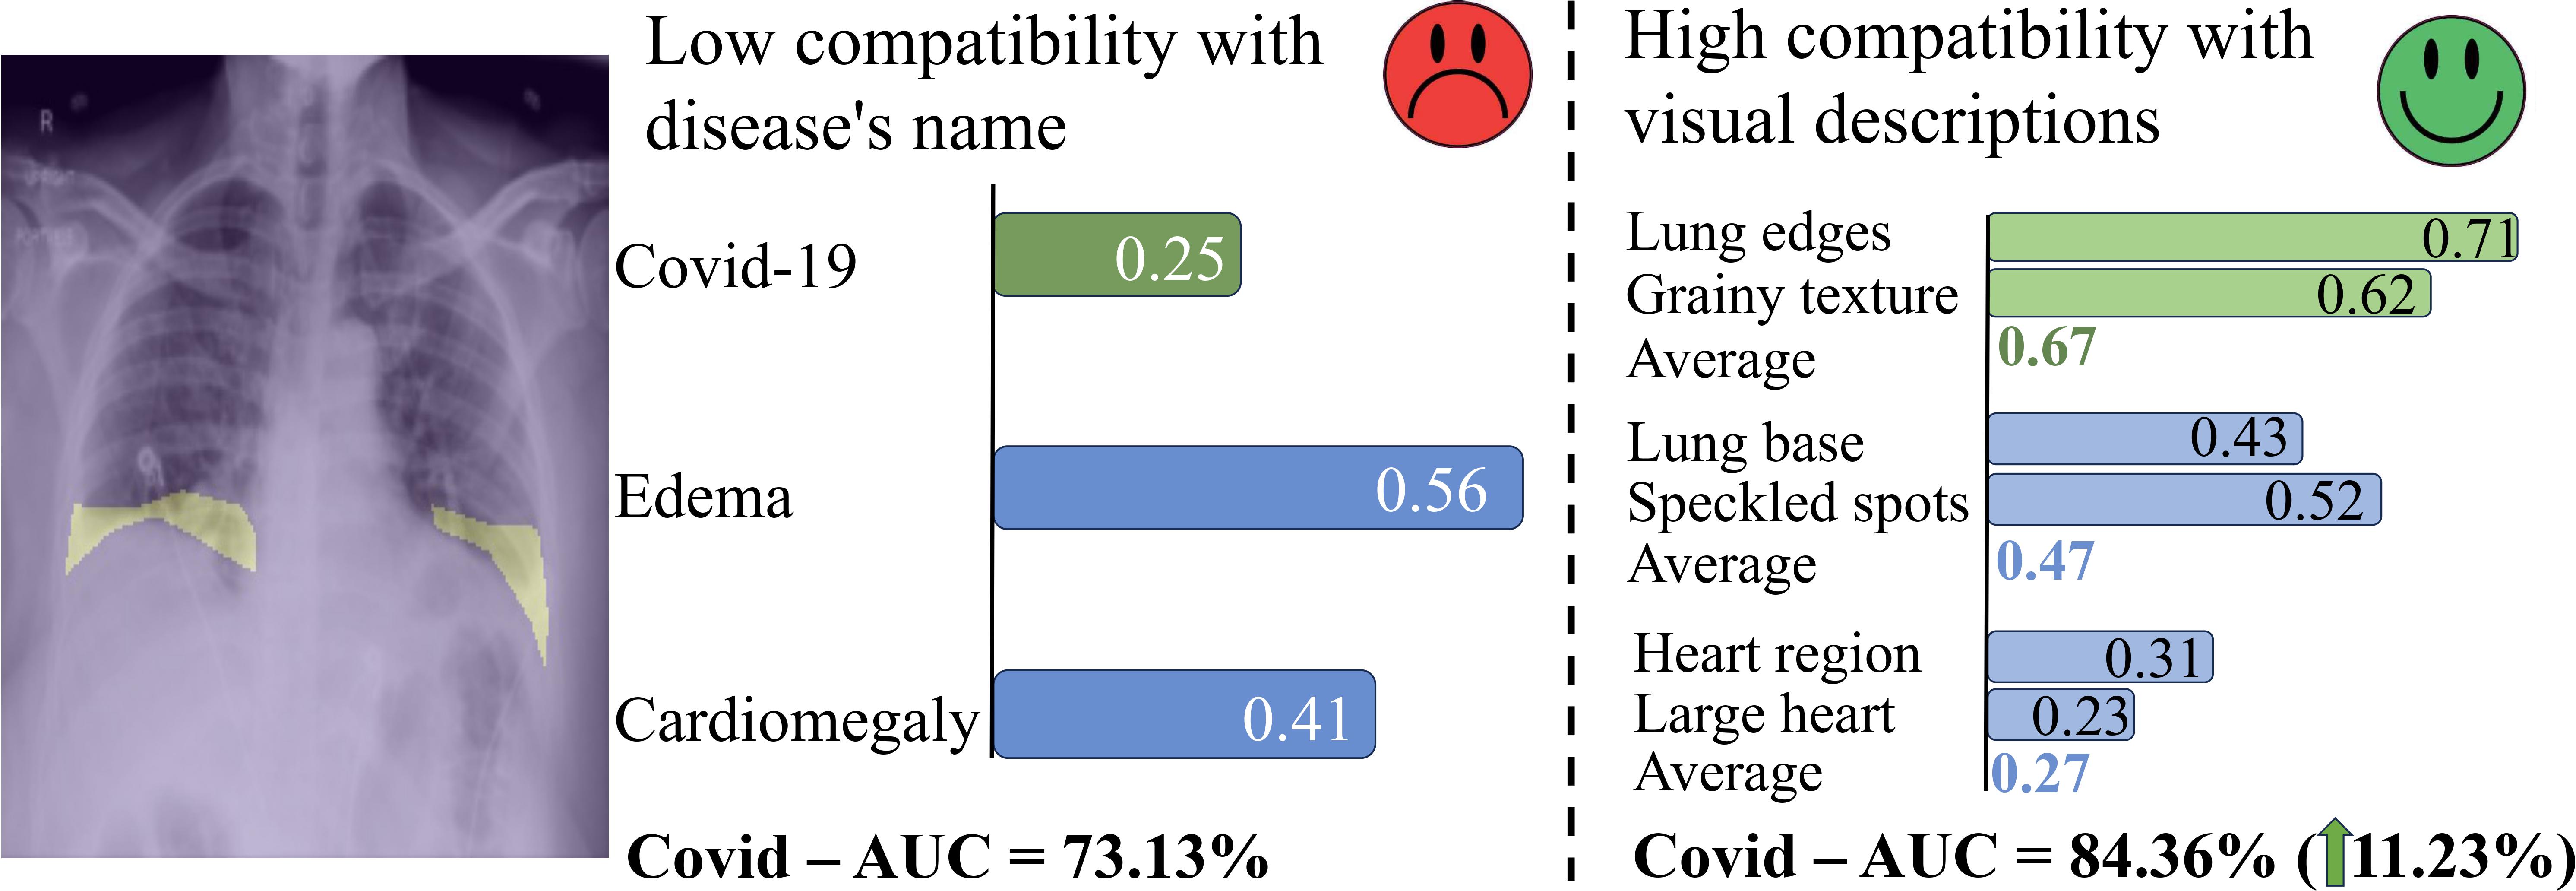 R
Low compatibility with
disease's name
Covid-19
0.25
Edema
0.56
Cardiomegaly
0.41
Covid – AUC = 73.13%
High compatibility with
visual descriptions
Lung edges
0.71
Grainy texture
0.62
Average
0.67
Lung base
0.43
Speckled spots
0.52
Average
0.47
Heart region
0.31
Large heart
0.23
Average
0.27
Covid – AUC = 84.36% (11.23%)